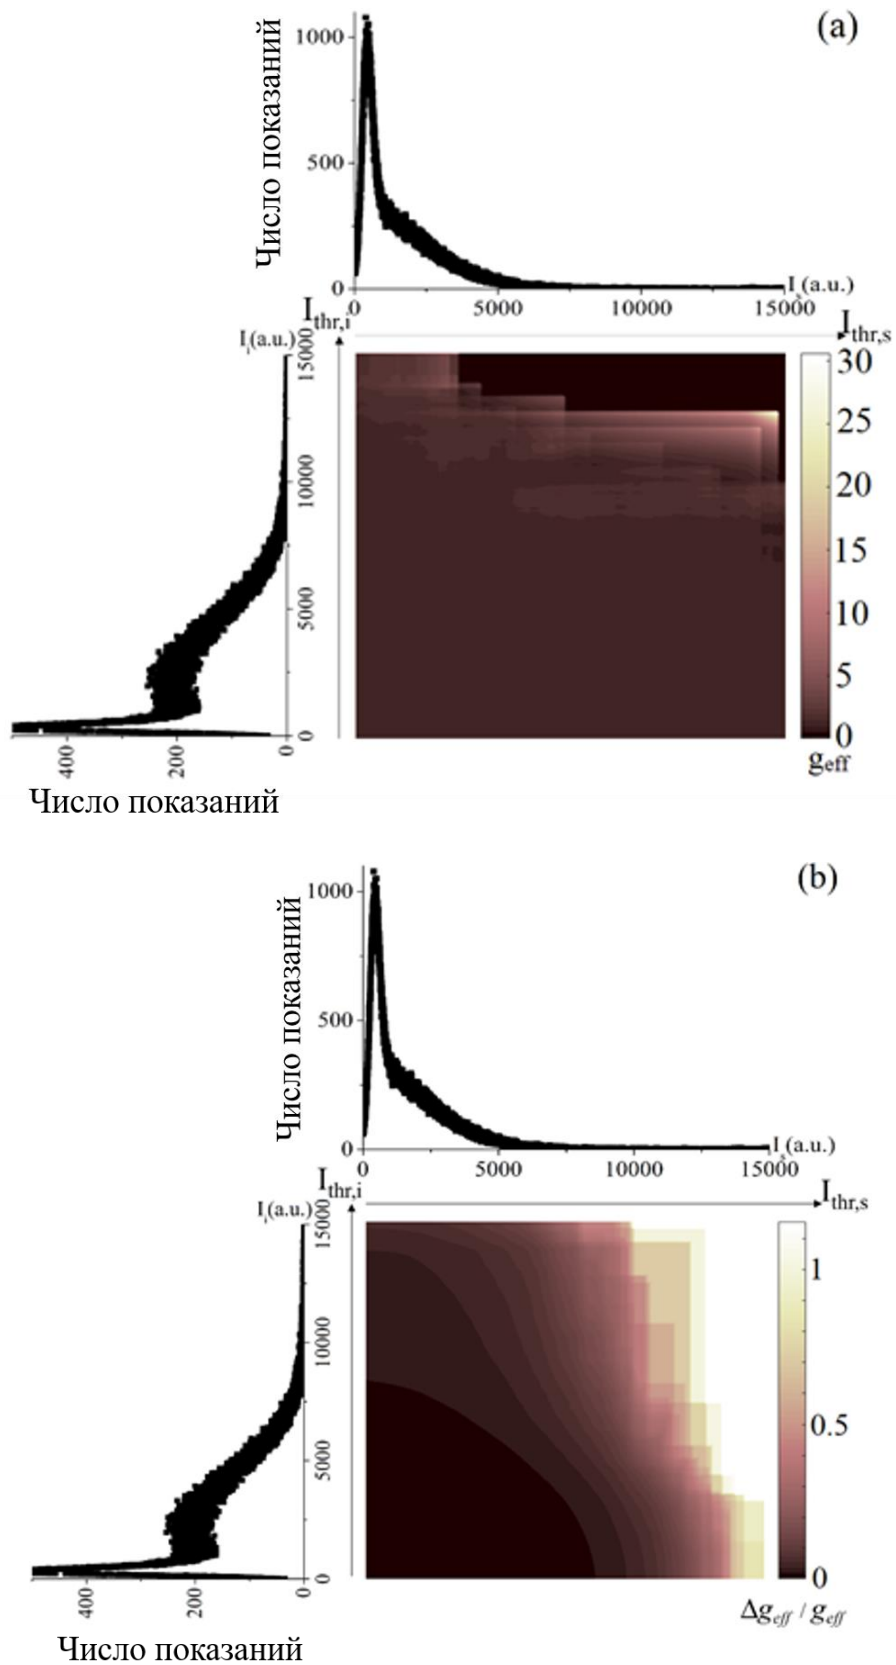 (a)
Число показаний
1000
500
0
0
5000
10000
15000
I_s(a.u.)
I_thr,i
I_thr,s
I_i(a.u.)
15000
10000
5000
0
400
200
0
Число показаний
30
25
20
15
10
5
0
g_eff
(b)
Число показаний
1000
500
0
0
5000
10000
15000
I_s(a.u.)
I_thr,i
I_thr,s
I_i(a.u.)
15000
10000
5000
0
400
200
0
Число показаний
1
0.5
0
Δg_eff / g_eff